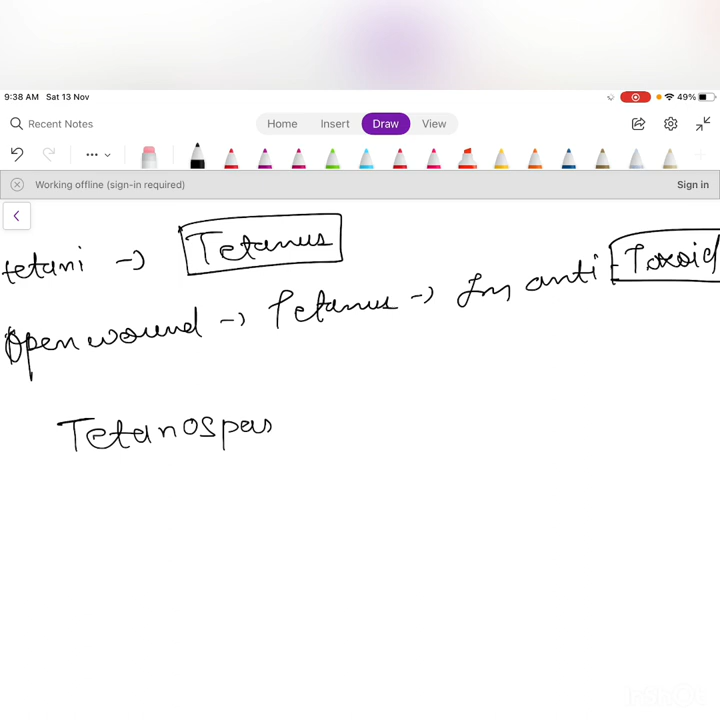 9:38 AM Sat 13 Nov 49%
Recent Notes Home Insert Draw View
Working offline (sign-in required) Sign in
tetani -> Tetanus
Open wound -> Tetanus -> Im anti - Toxoid
Tetanospas